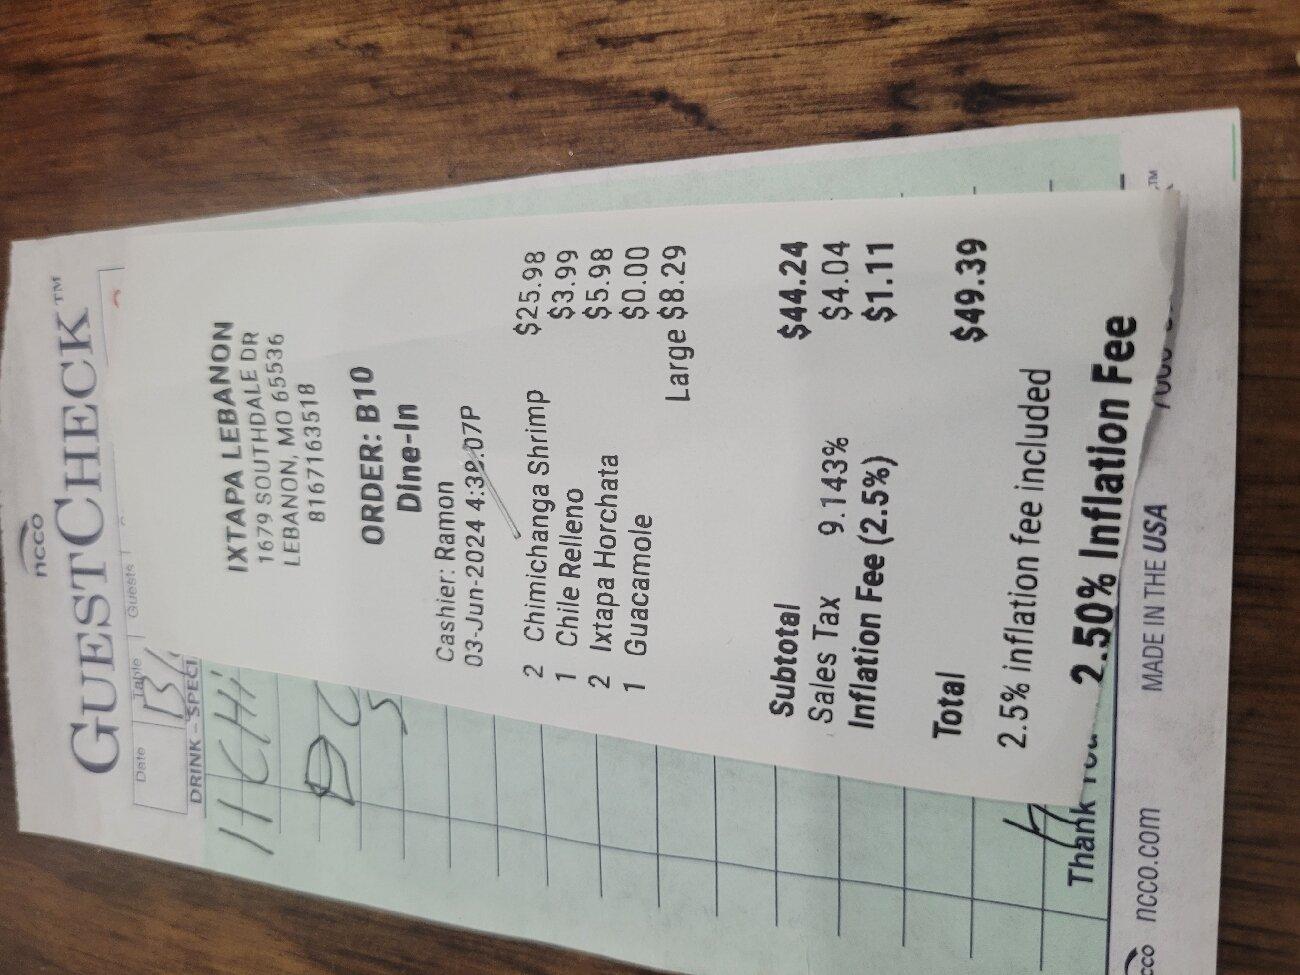 ncco
GUESTCHECK™
Date Table Guests
DRINK – SPECI
IXTAPA LEBANON
1679 SOUTHDALE DR
LEBANON, MO 65536
8167163518
ORDER: B10
Dine-In
Cashier: Ramon
03-Jun-2024 4:39:07P
2 Chimichanga Shrimp $25.98
1 Chile Relleno $3.99
2 Ixtapa Horchata $5.98
1 Guacamole $0.00
Large $8.29
Subtotal $44.24
Sales Tax 9.143% $4.04
Inflation Fee (2.5%) $1.11
Total $49.39
2.5% inflation fee included
2.50% Inflation Fee
Thank You
cco ncco.com MADE IN THE USA